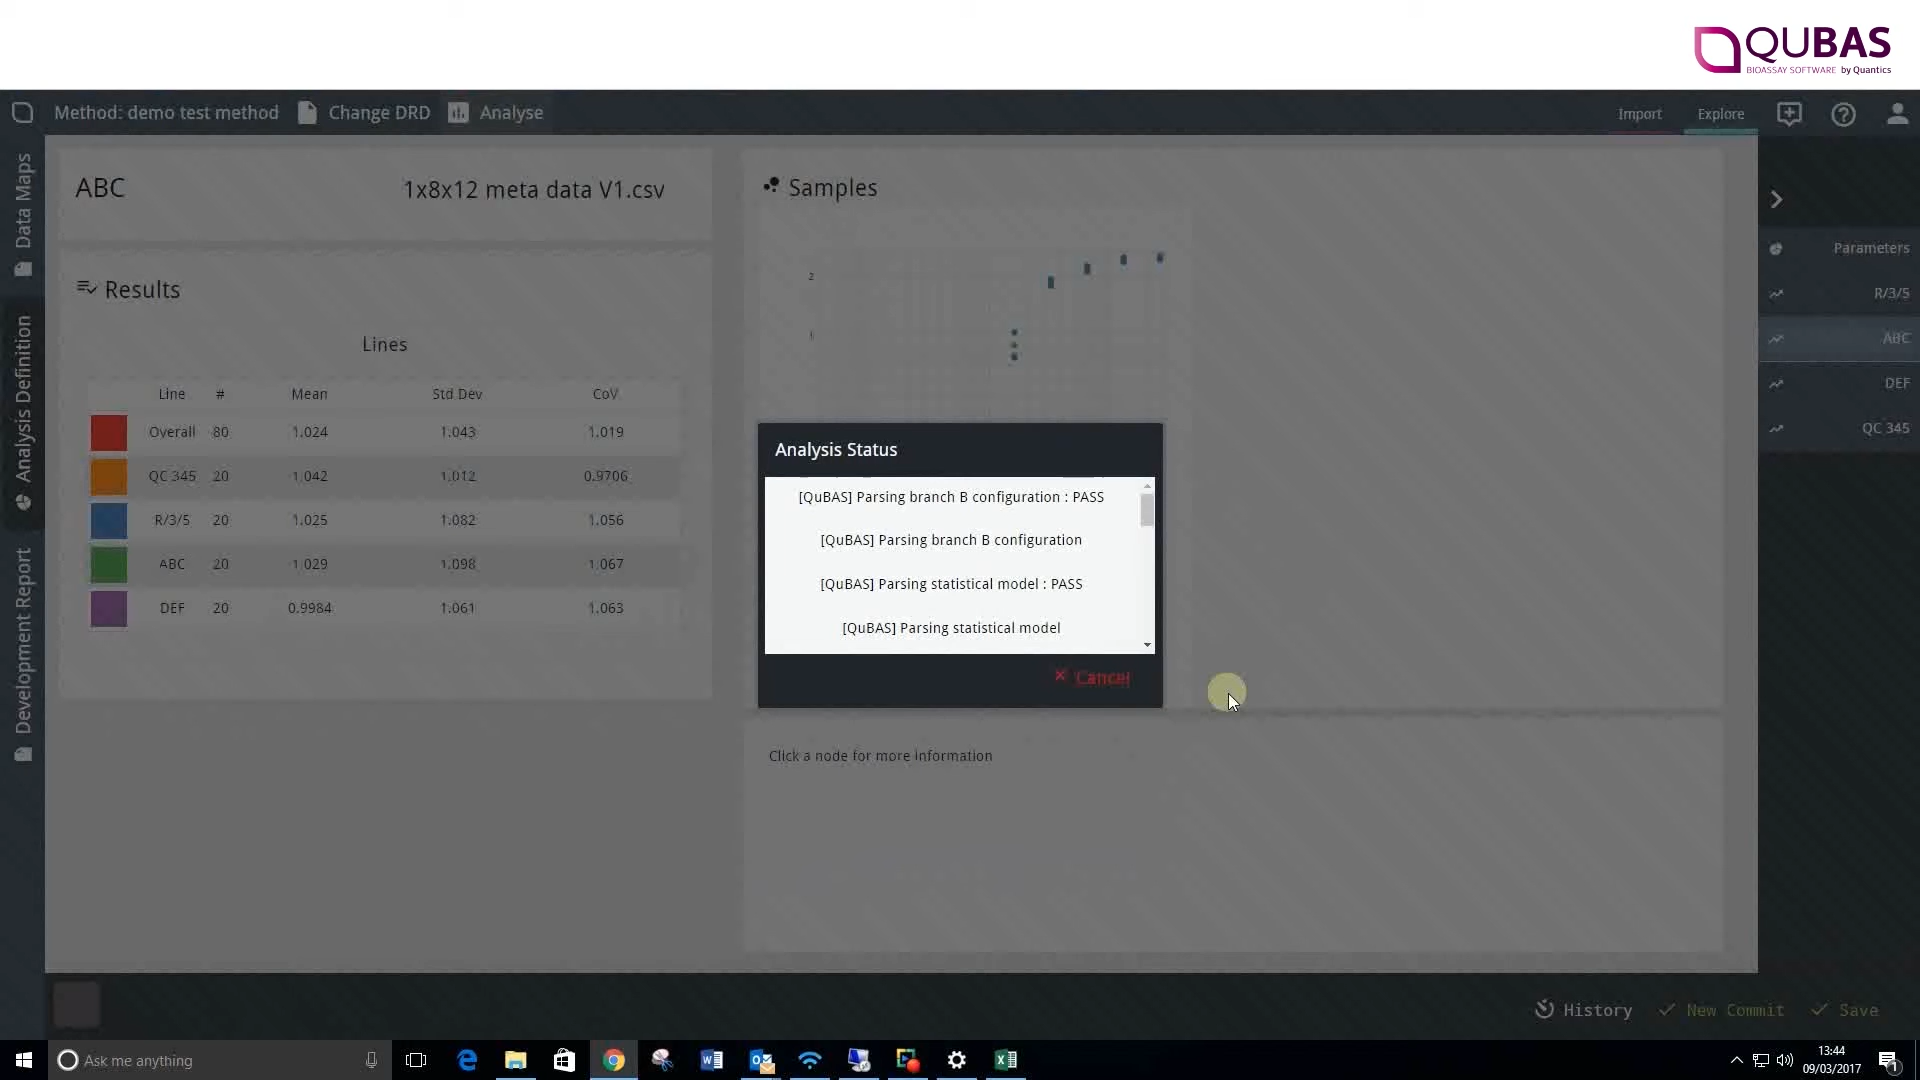 QUBAS
BIOASSAY SOFTWARE by Quantics
Method: demo test method
Change DRD
Analyse
Import
Explore
Data Maps
Analysis Definition
Development Report
ABC
1x8x12 meta data V1.csv
Results
Lines
Line # Mean Std Dev CoV
Overall 80 1.024 1.043 1.019
QC 345 20 1.042 1.012 0.9706
R/3/5 20 1.025 1.082 1.056
ABC 20 1.029 1.098 1.067
DEF 20 0.9984 1.061 1.063
Samples
2
1
Analysis Status
[QuBAS] Parsing branch B configuration : PASS
[QuBAS] Parsing branch B configuration
[QuBAS] Parsing statistical model : PASS
[QuBAS] Parsing statistical model
Cancel
Click a node for more information
Parameters
R/3/5
ABC
DEF
QC 345
History
New Commit
Save
Ask me anything
13:44
09/03/2017
1